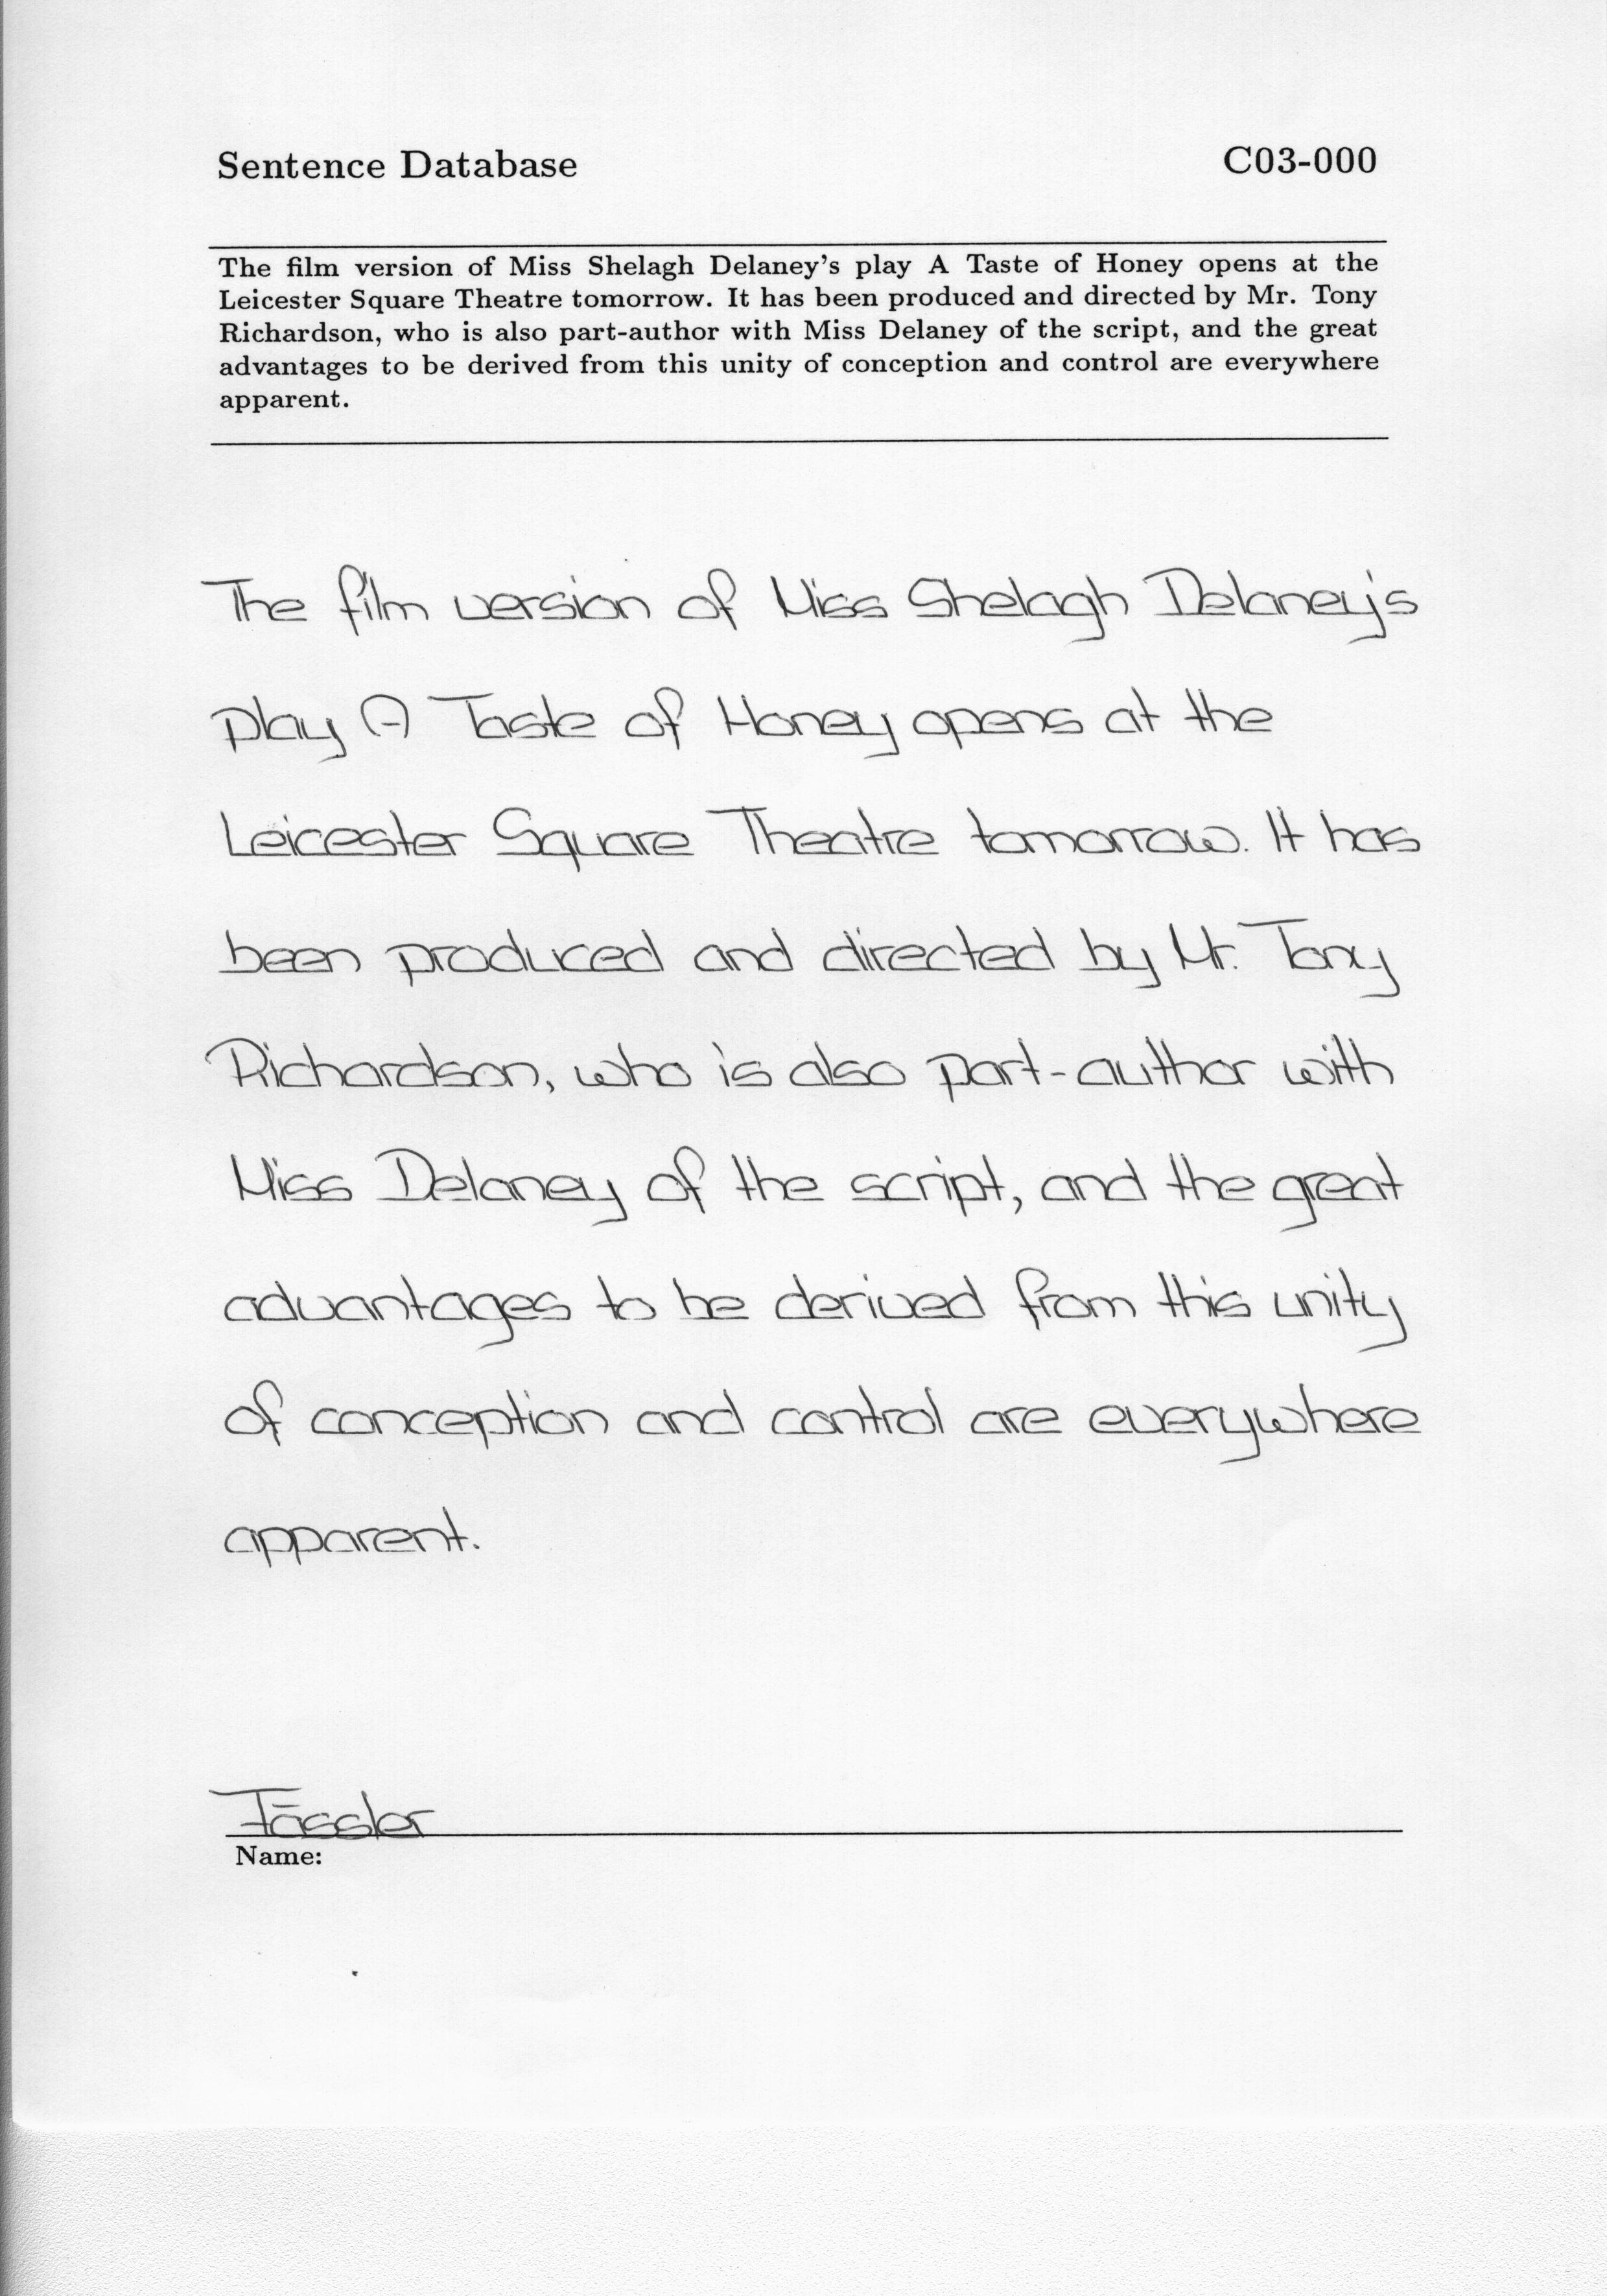 Sentence Database C03-000
The film version of Miss Shelagh Delaney's play A Taste of Honey opens at the
Leicester Square Theatre tomorrow. It has been produced and directed by Mr. Tony
Richardson, who is also part-author with Miss Delaney of the script, and the great
advantages to be derived from this unity of conception and control are everywhere
apparent.
The film version of Miss Shelagh Delaney's
play A Taste of Honey opens at the
Leicester Square Theatre tomorrow. It has
been produced and directed by Mr. Tony
Richardson, who is also part-author with
Miss Delaney of the script, and the great
advantages to be derived from this unity
of conception and control are everywhere
apparent.
Fässler
Name: